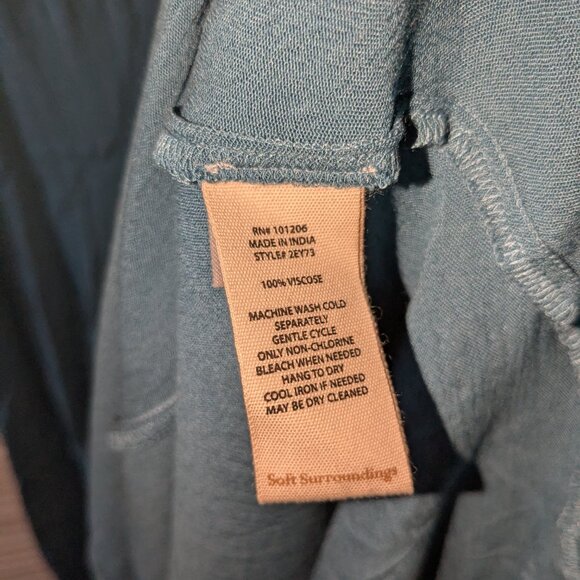 RN# 101206
MADE IN INDIA
STYLE# 2EY73
100% VISCOSE
MACHINE WASH COLD
SEPARATELY
GENTLE CYCLE
ONLY NON-CHLORINE
BLEACH WHEN NEEDED
HANG TO DRY
COOL IRON IF NEEDED
MAY BE DRY CLEANED
Soft Surroundings